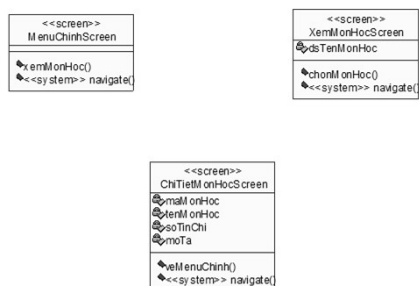 <<screen>>
MenuChinhScreen
xemMonHoc()
<<system>> navigate()
<<screen>>
XemMonHocScreen
dsTenMonHoc
chonMonHoc()
<<system>> navigate()
<<screen>>
ChiTietMonHocScreen
maMonHoc
tenMonHoc
soTinChi
moTa
veMenuChinh()
<<system>> navigate()